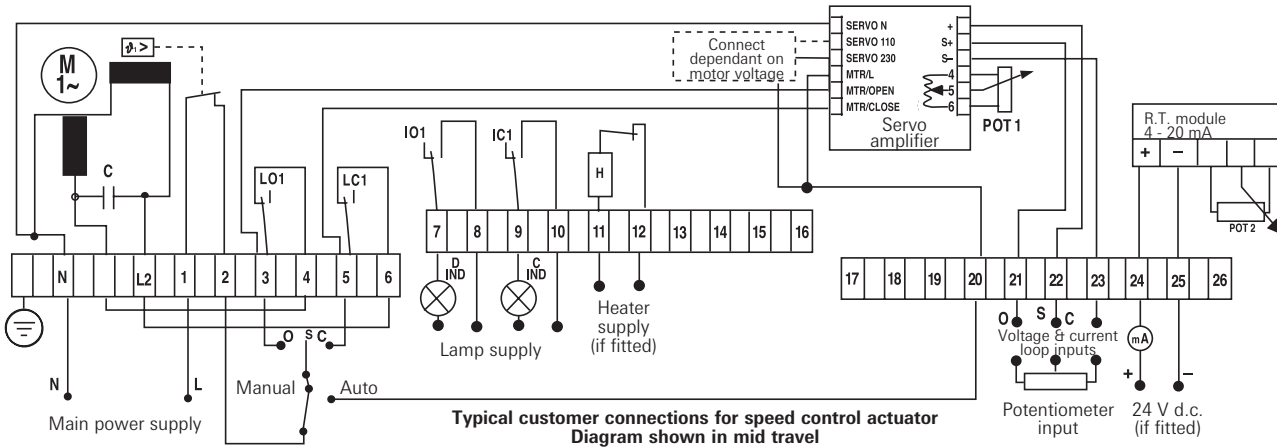 SERVO N
SERVO 110
SERVO 230
MTR/L
MTR/OPEN
MTR/CLOSE
+
S+
S–
4
5
6
Servo
amplifier
POT 1
Connect
dependant on
motor voltage
M
1~
ϑ >
C
LO1
LC1
IO1
IC1
H
R.T. module
4 - 20 mA
+ –
POT 2
N L2 1 2 3 4 5 6
7 8 9 10 11 12 13 14 15 16
17 18 19 20 21 22 23 24 25 26
D
IND
C
IND
Lamp supply
Heater
supply
(if fitted)
O S C
Manual
Auto
N
L
Main power supply
O S C
Voltage & current
loop inputs
Potentiometer
input
mA
+ –
24 V d.c.
(if fitted)
Typical customer connections for speed control actuator
Diagram shown in mid travel